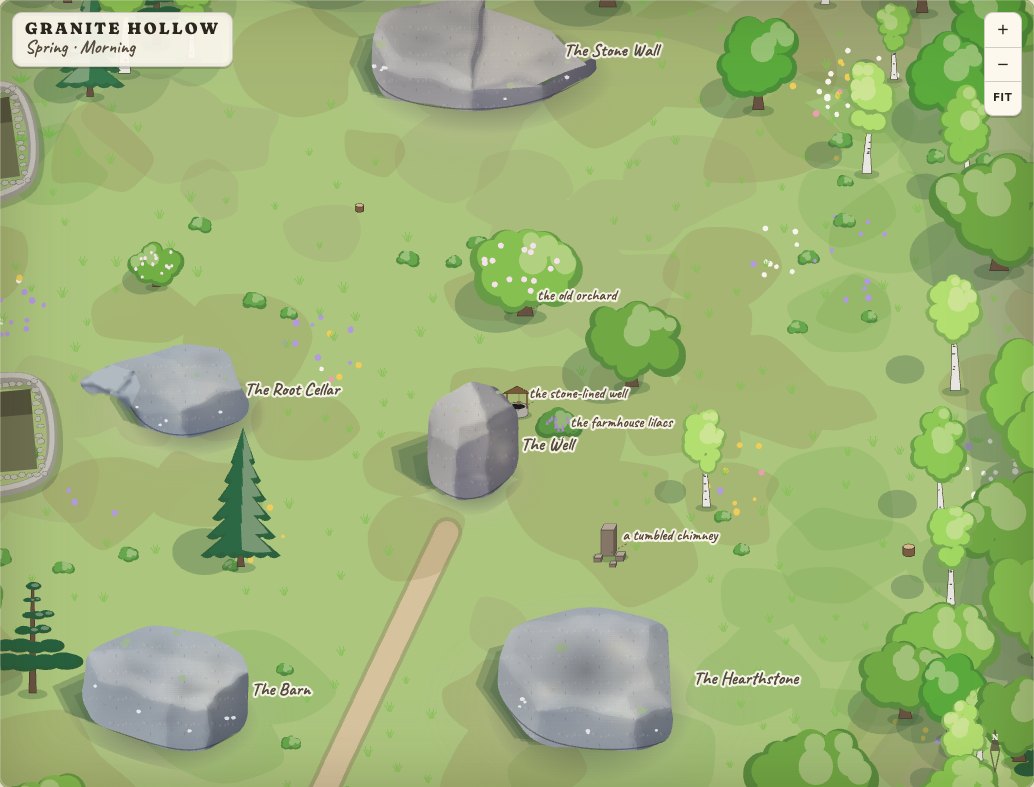 GRANITE HOLLOW
Spring · Morning
The Stone Wall
+
−
FIT
the old orchard
The Root Cellar
the stone-lined well
the farmhouse lilacs
The Well
a tumbled chimney
The Hearthstone
The Barn
N